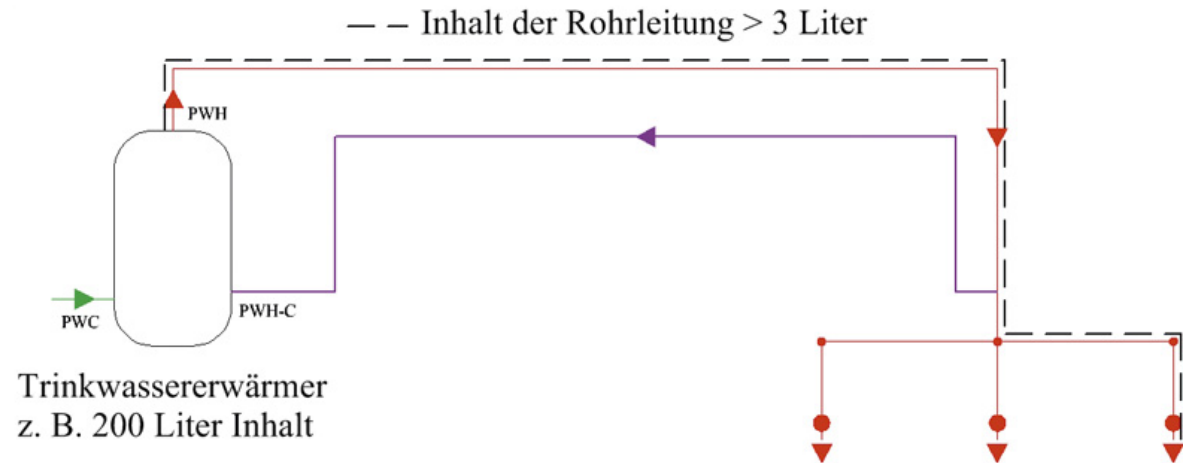 — — Inhalt der Rohrleitung > 3 Liter
PWH
PWH-C
PWC
Trinkwassererwärmer
z. B. 200 Liter Inhalt